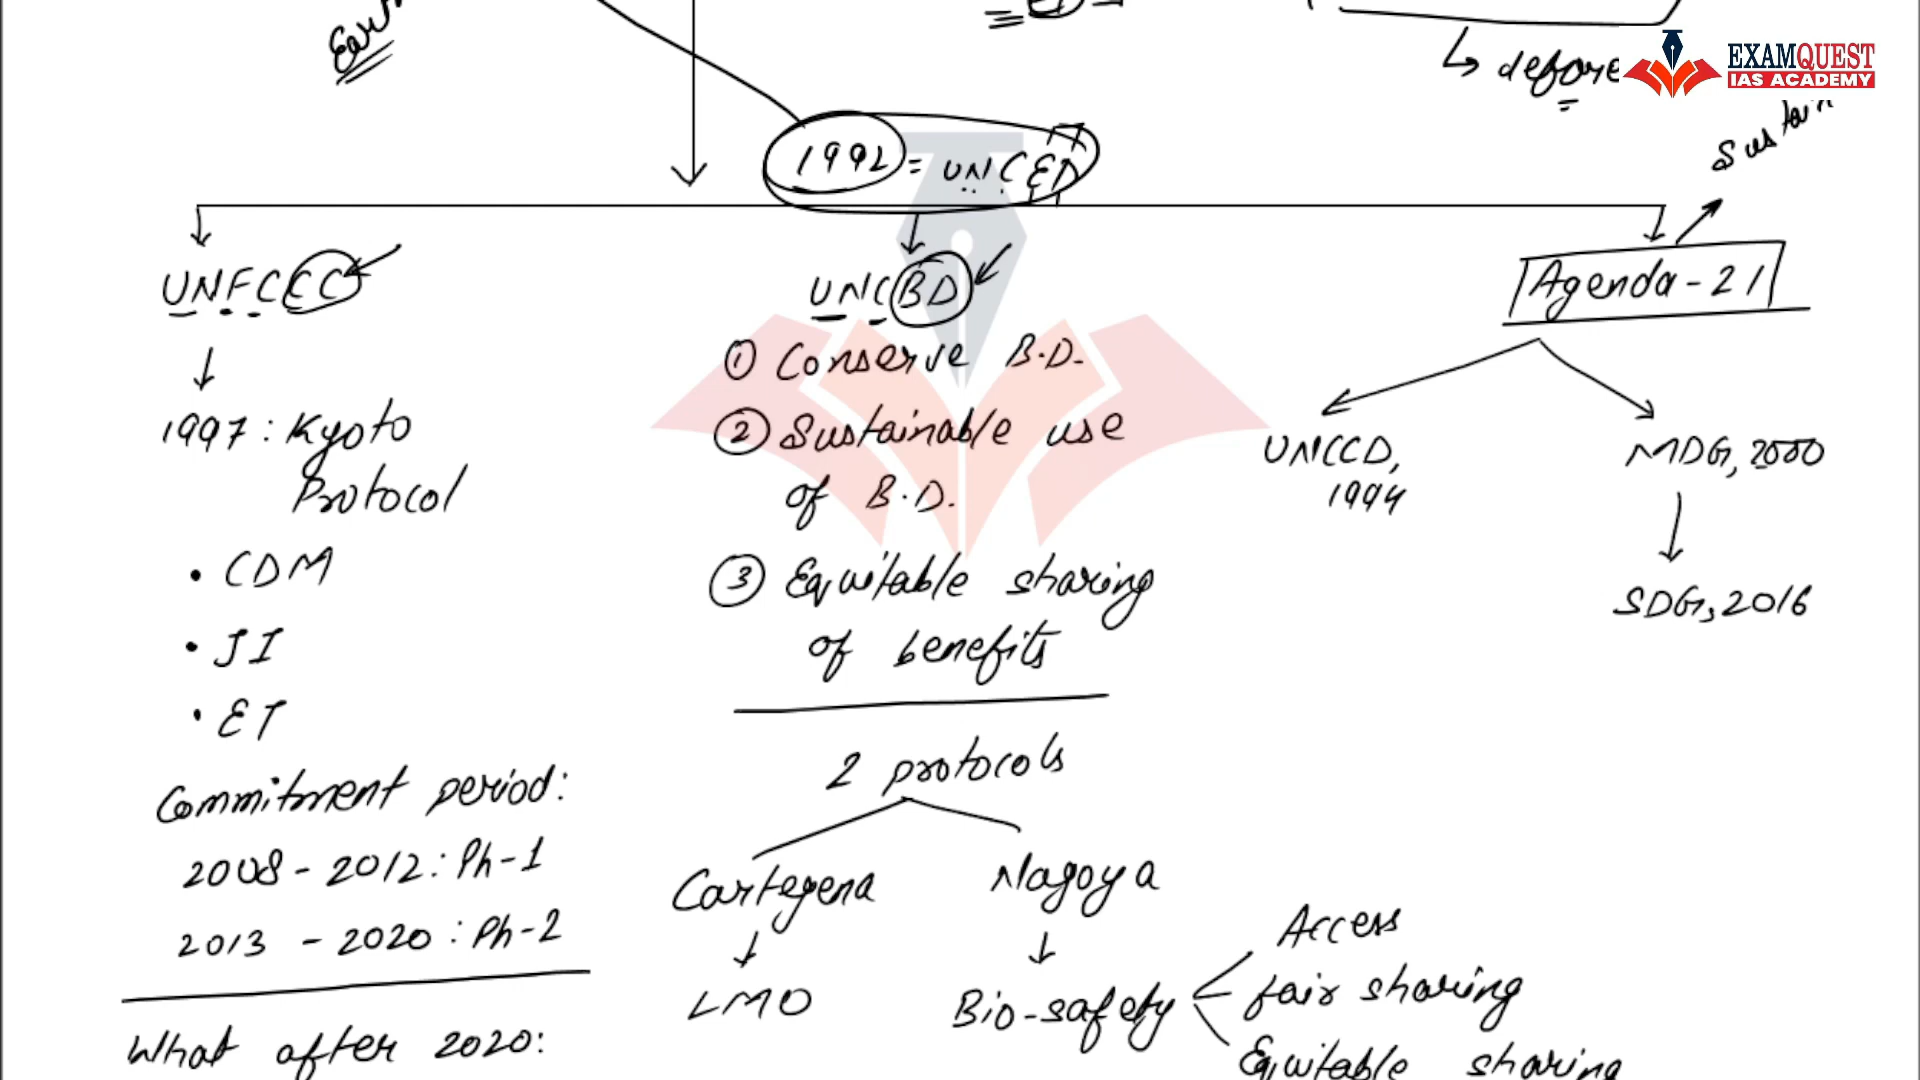 Earth
defore
EXAMQUEST
IAS ACADEMY
Sustain
1992 = UNCED
UNFCCC
1997 : Kyoto
Protocol
• CDM
• JI
• ET
Commitment period:
2008 - 2012 : Ph-1
2013 - 2020 : Ph-2
What after 2020:
UNCBD
① Conserve B.D.
② Sustainable use
of B.D.
③ Equitable sharing
of benefits
2 protocols
Cartegena
LMO
Nagoya
Bio-safety
Access
fair sharing
Equitable sharing
Agenda-21
UNCCD,
1994
MDG, 2000
SDG, 2016